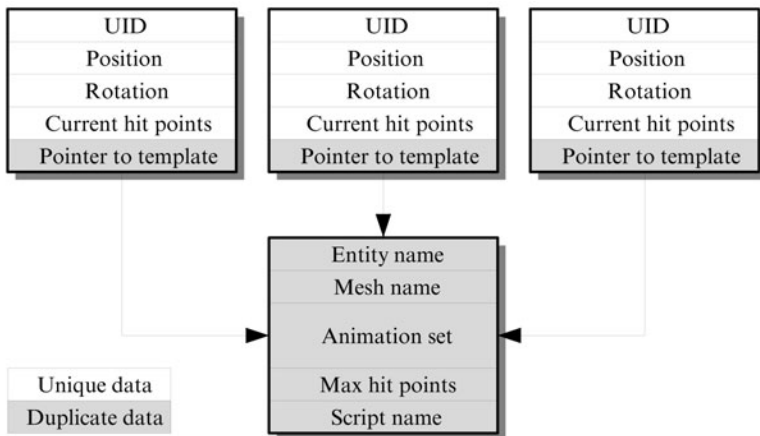 UID
Position
Rotation
Current hit points
Pointer to template
UID
Position
Rotation
Current hit points
Pointer to template
UID
Position
Rotation
Current hit points
Pointer to template
Entity name
Mesh name
Animation set
Max hit points
Script name
Unique data
Duplicate data